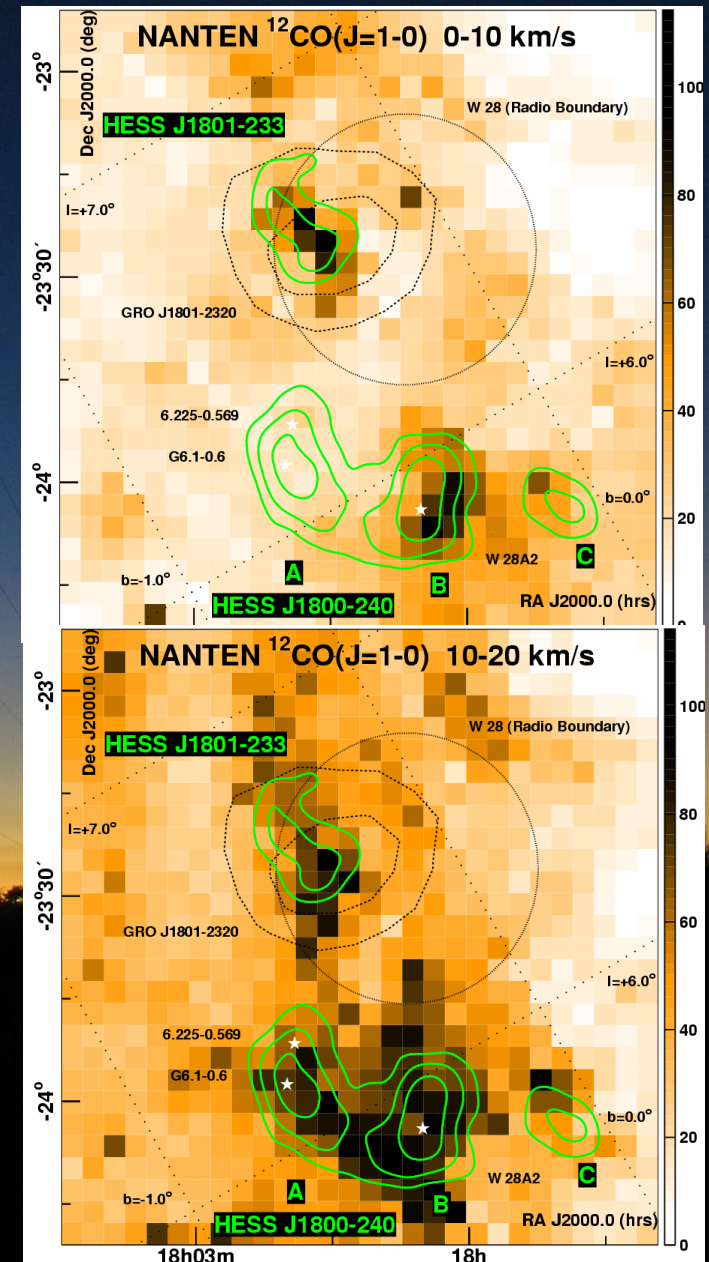 NANTEN ¹²CO(J=1-0) 0-10 km/s
Dec J2000.0 (deg)
-23°
100
W 28 (Radio Boundary)
HESS J1801-233
80
l=+7.0°
-23°30´
60
GRO J1801-2320
l=+6.0°
6.225-0.569
40
G6.1-0.6
-24°
b=0.0°
20
W 28A2
A
B
C
b=-1.0°
HESS J1800-240
RA J2000.0 (hrs)
0
NANTEN ¹²CO(J=1-0) 10-20 km/s
Dec J2000.0 (deg)
-23°
100
W 28 (Radio Boundary)
HESS J1801-233
80
l=+7.0°
-23°30´
60
GRO J1801-2320
l=+6.0°
6.225-0.569
40
G6.1-0.6
-24°
b=0.0°
20
W 28A2
A
B
C
b=-1.0°
HESS J1800-240
RA J2000.0 (hrs)
0
18h03m
18h